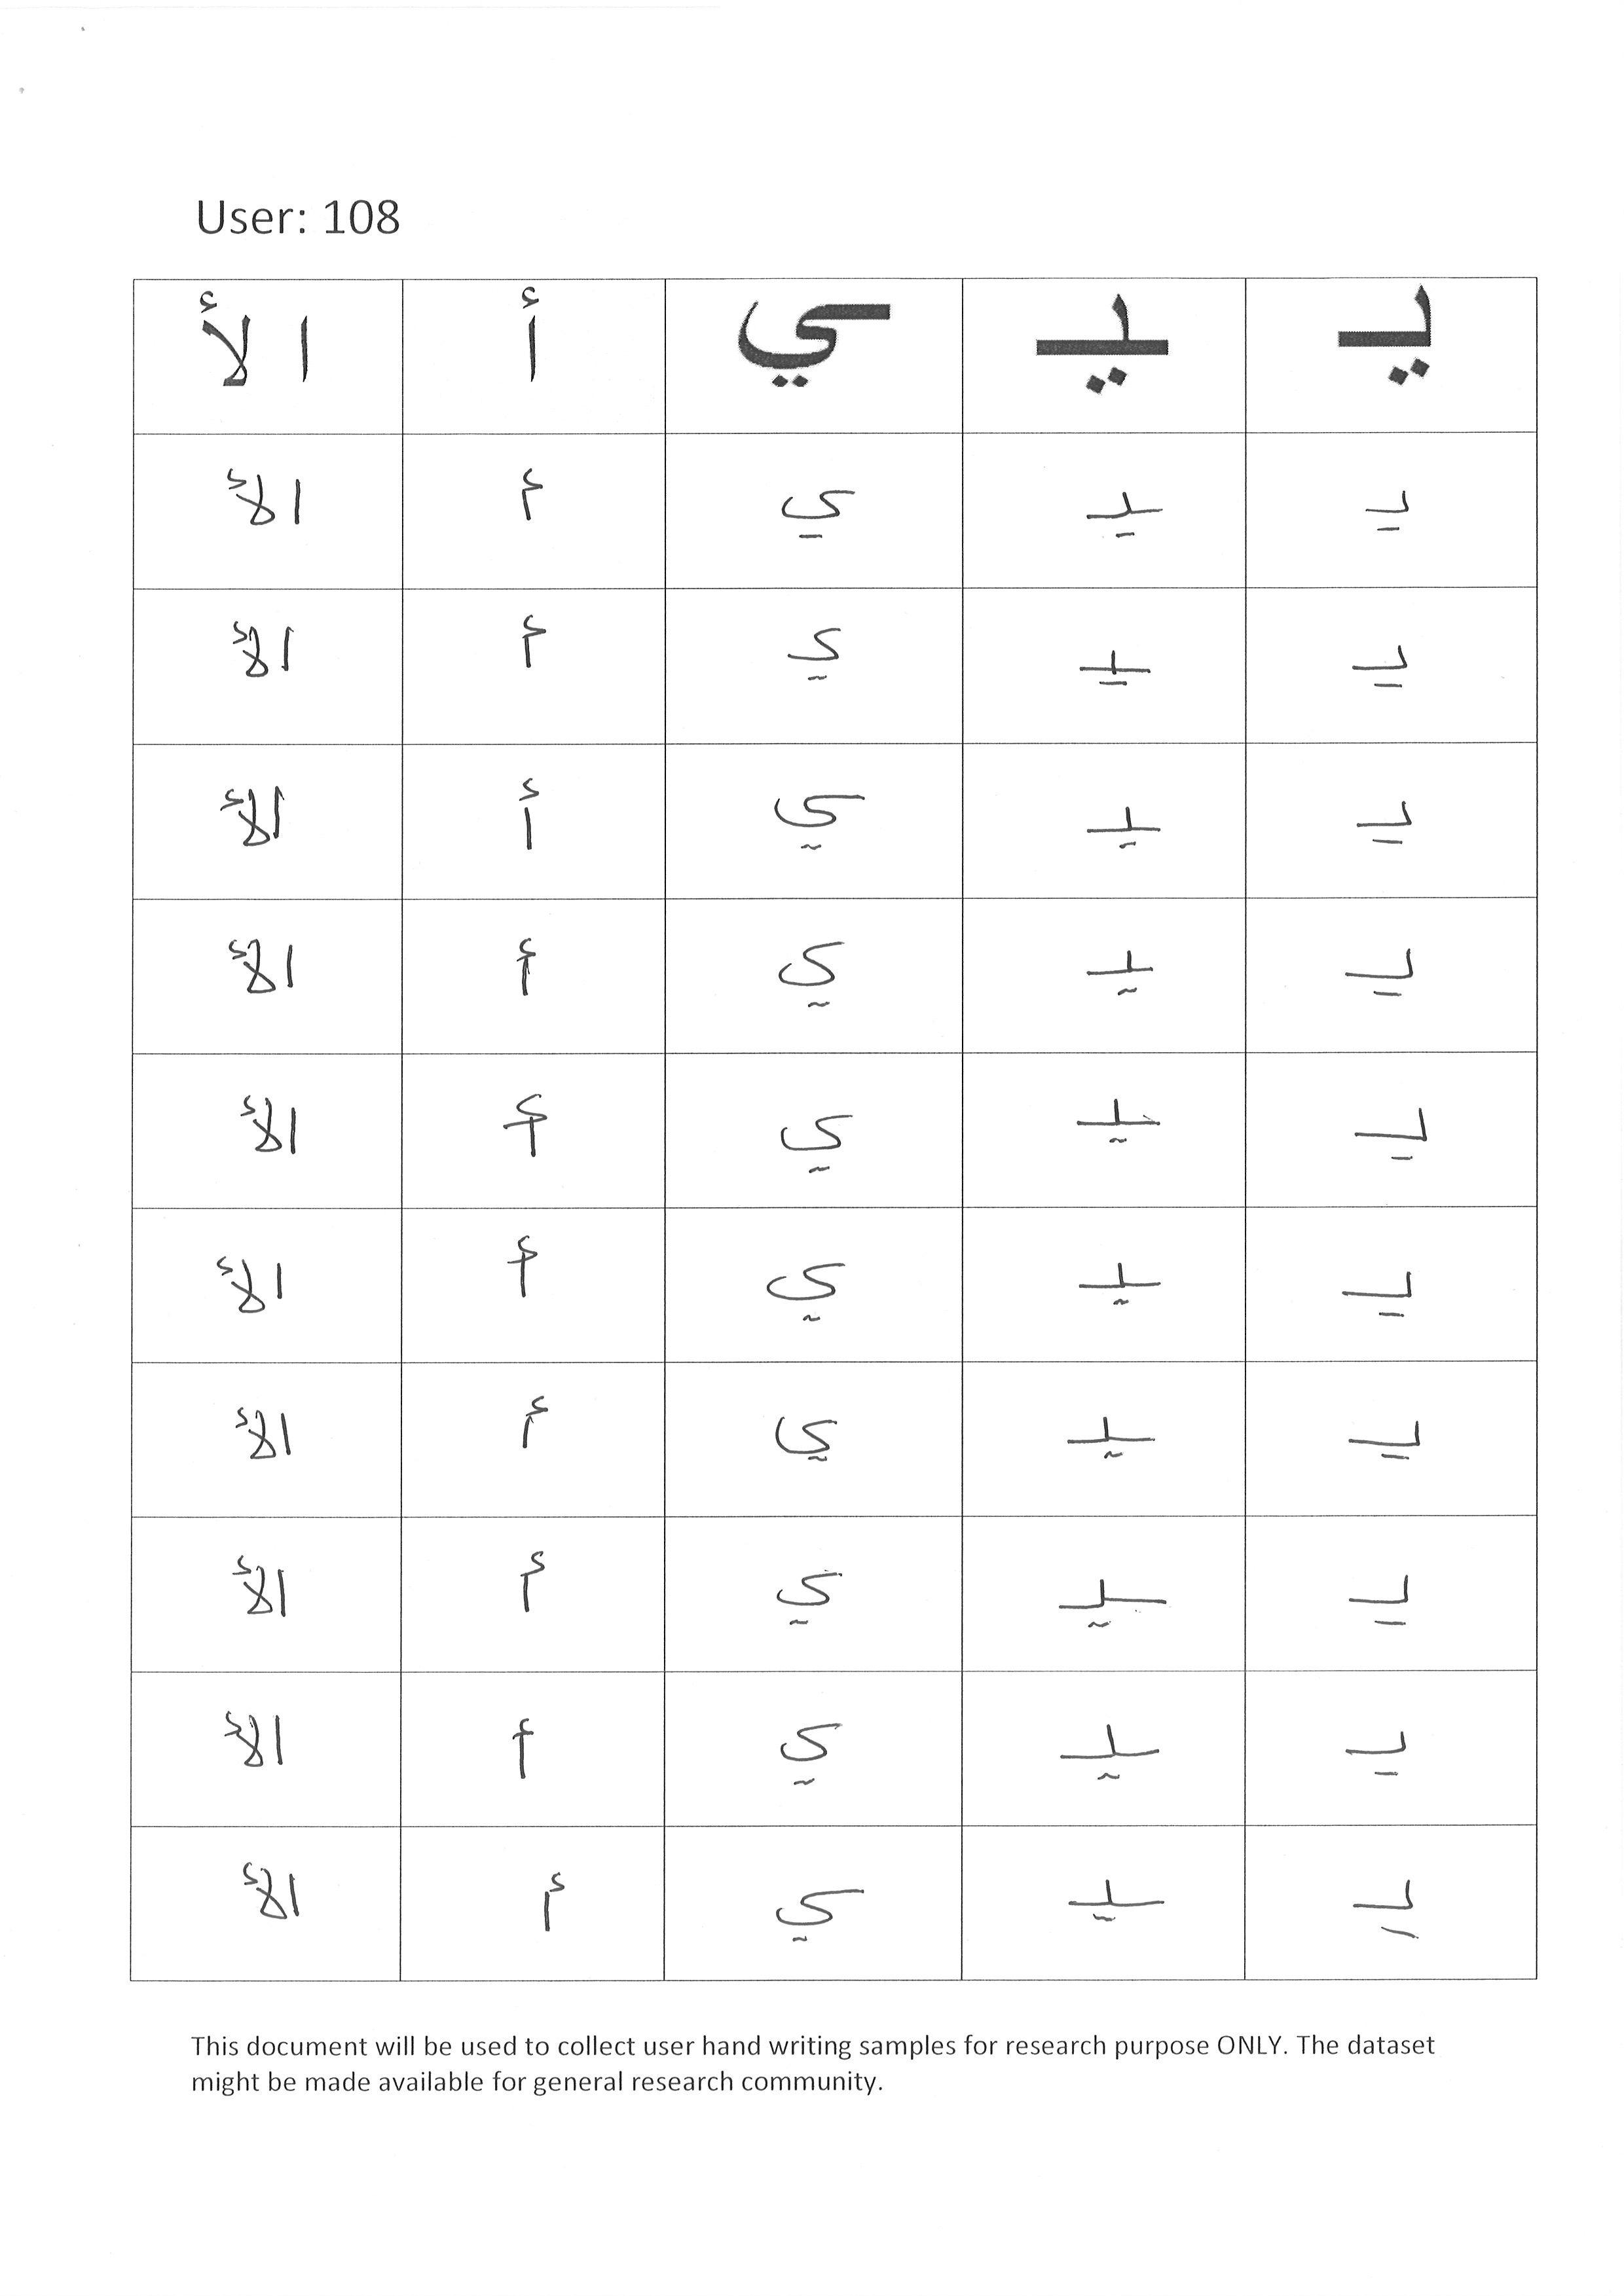 User: 108
يـ ـيـ ـي أ ا لأ
يـ ـيـ ـي أ الأ
يـ ـيـ ـي أ الأ
يـ ـيـ ـي أ الأ
يـ ـيـ ـي أ الأ
يـ ـيـ ـي أ الأ
يـ ـيـ ـي أ الأ
يـ ـيـ ـي أ الأ
يـ ـيـ ـي أ الأ
يـ ـيـ ـي أ الأ
يـ ـيـ ـي أ الأ
This document will be used to collect user hand writing samples for research purpose ONLY. The dataset
might be made available for general research community.